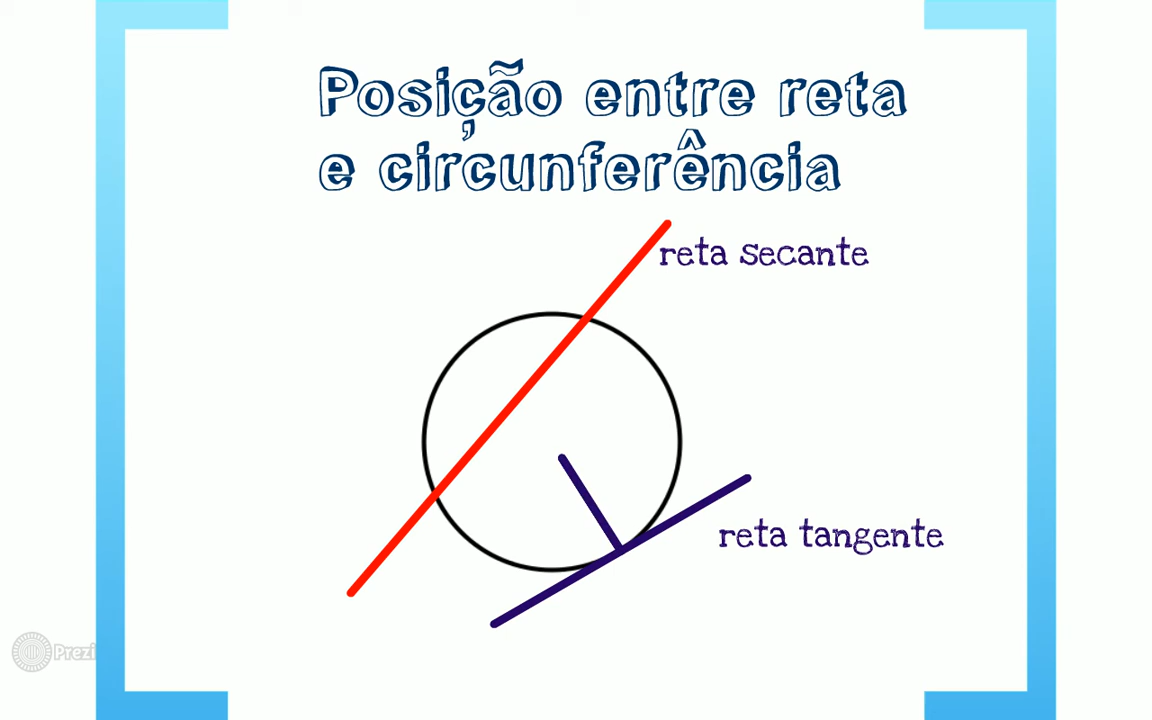 Posição entre reta
e circunferência
reta secante
reta tangente
Prezi